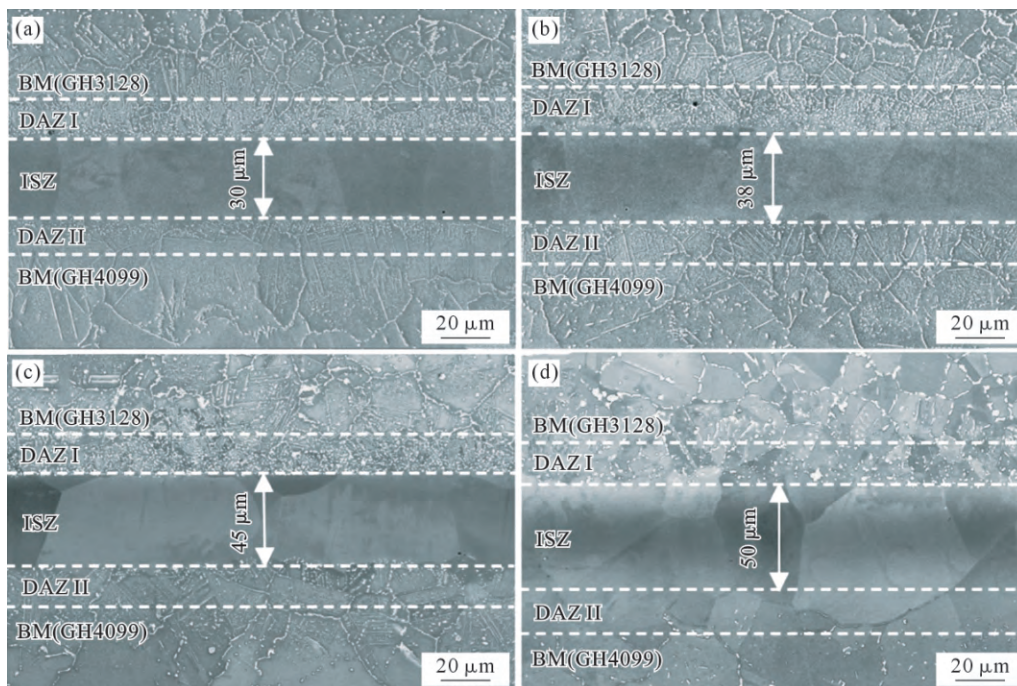 (a)
BM(GH3128)
DAZ I
ISZ
30 μm
DAZ II
BM(GH4099)
20 μm
(b)
BM(GH3128)
DAZ I
ISZ
38 μm
DAZ II
BM(GH4099)
20 μm
(c)
BM(GH3128)
DAZ I
ISZ
45 μm
DAZ II
BM(GH4099)
20 μm
(d)
BM(GH3128)
DAZ I
ISZ
50 μm
DAZ II
BM(GH4099)
20 μm